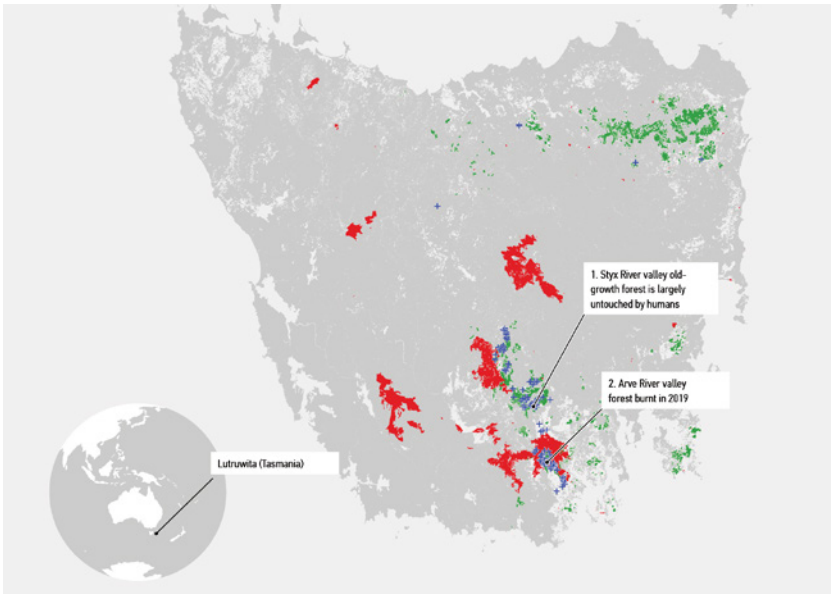 1. Styx River valley old-
growth forest is largely
untouched by humans
2. Arve River valley
forest burnt in 2019
Lutruwita (Tasmania)